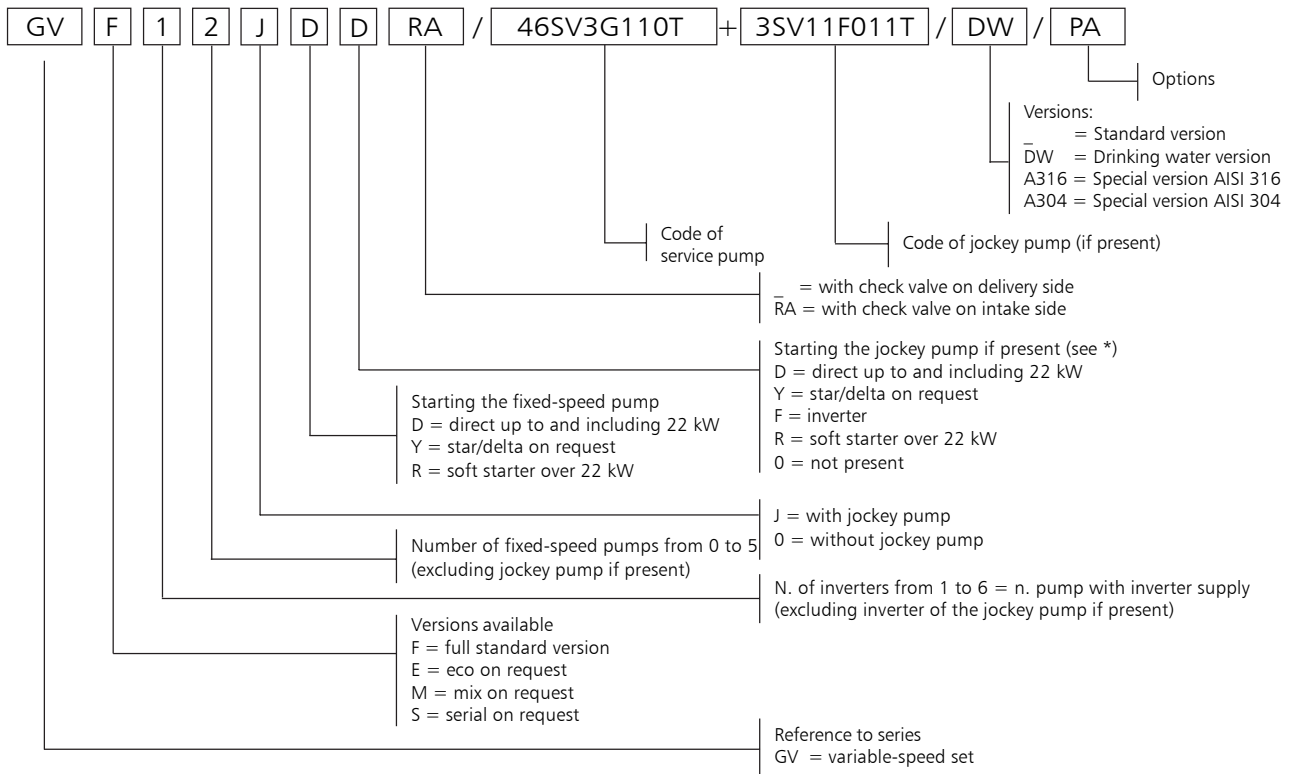 GV F 1 2 J D D RA / 46SV3G110T + 3SV11F011T / DW / PA
Options
Versions:
_ = Standard version
DW = Drinking water version
A316 = Special version AISI 316
A304 = Special version AISI 304
Code of
service pump
Code of jockey pump (if present)
_ = with check valve on delivery side
RA = with check valve on intake side
Starting the jockey pump if present (see *)
D = direct up to and including 22 kW
Y = star/delta on request
F = inverter
R = soft starter over 22 kW
0 = not present
Starting the fixed-speed pump
D = direct up to and including 22 kW
Y = star/delta on request
R = soft starter over 22 kW
J = with jockey pump
0 = without jockey pump
Number of fixed-speed pumps from 0 to 5
(excluding jockey pump if present)
N. of inverters from 1 to 6 = n. pump with inverter supply
(excluding inverter of the jockey pump if present)
Versions available
F = full standard version
E = eco on request
M = mix on request
S = serial on request
Reference to series
GV = variable-speed set